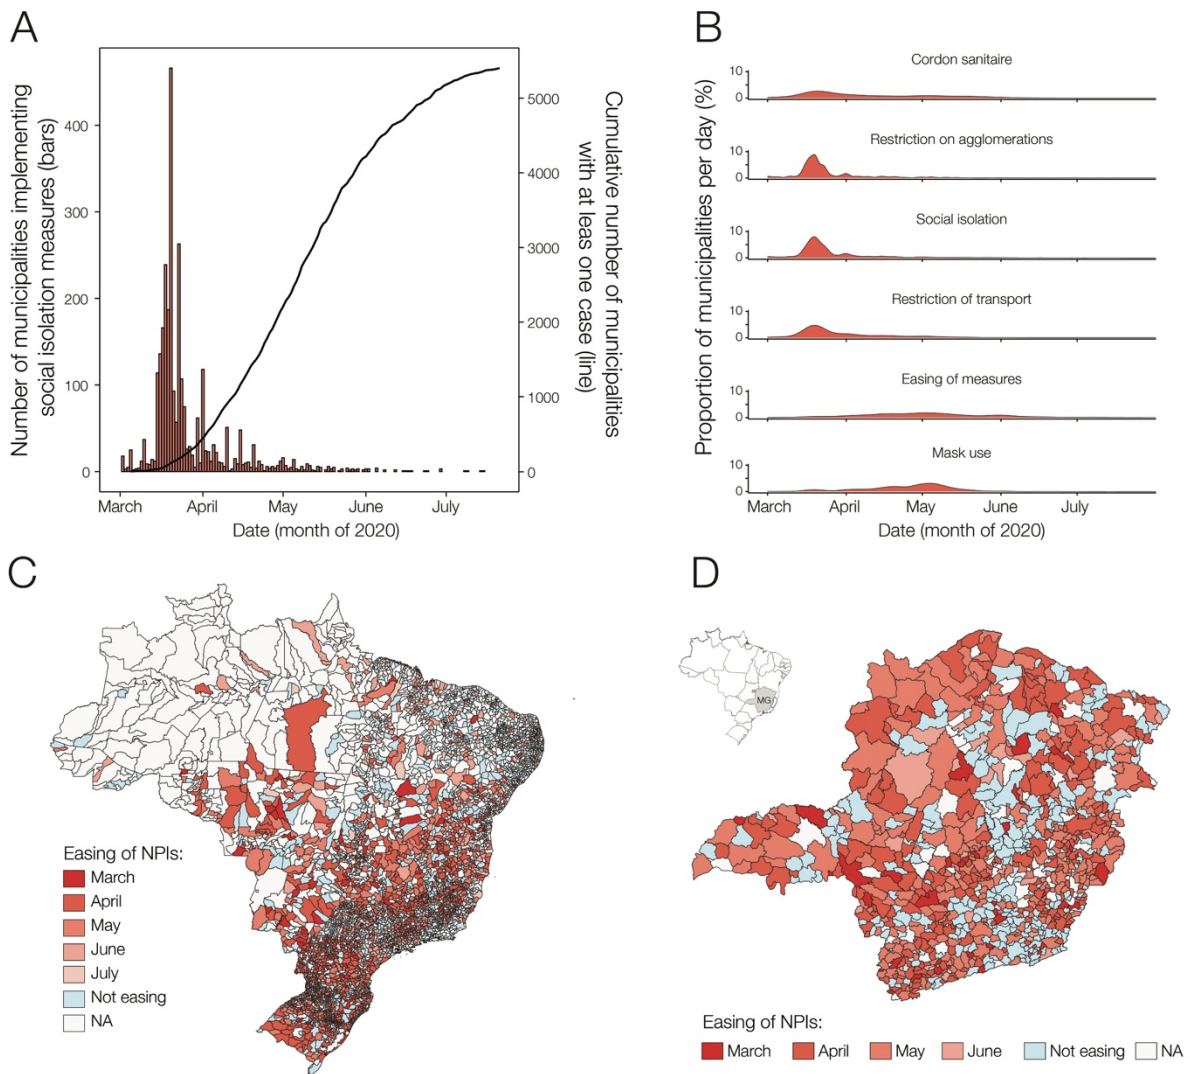 A
Number of municipalities implementing
social isolation measures (bars)
400
300
200
100
0
5000
4000
3000
2000
1000
0
Cumulative number of municipalities
with at leas one case (line)
March April May June July
Date (month of 2020)
B
Proportion of municipalities per day (%)
Cordon sanitaire
10
0
Restriction on agglomerations
10
0
Social isolation
10
0
Restriction of transport
10
0
Easing of measures
10
0
Mask use
10
0
March April May June July
Date (month of 2020)
C
Easing of NPIs:
March
April
May
June
July
Not easing
NA
D
MG
Easing of NPIs:
March April May June Not easing NA